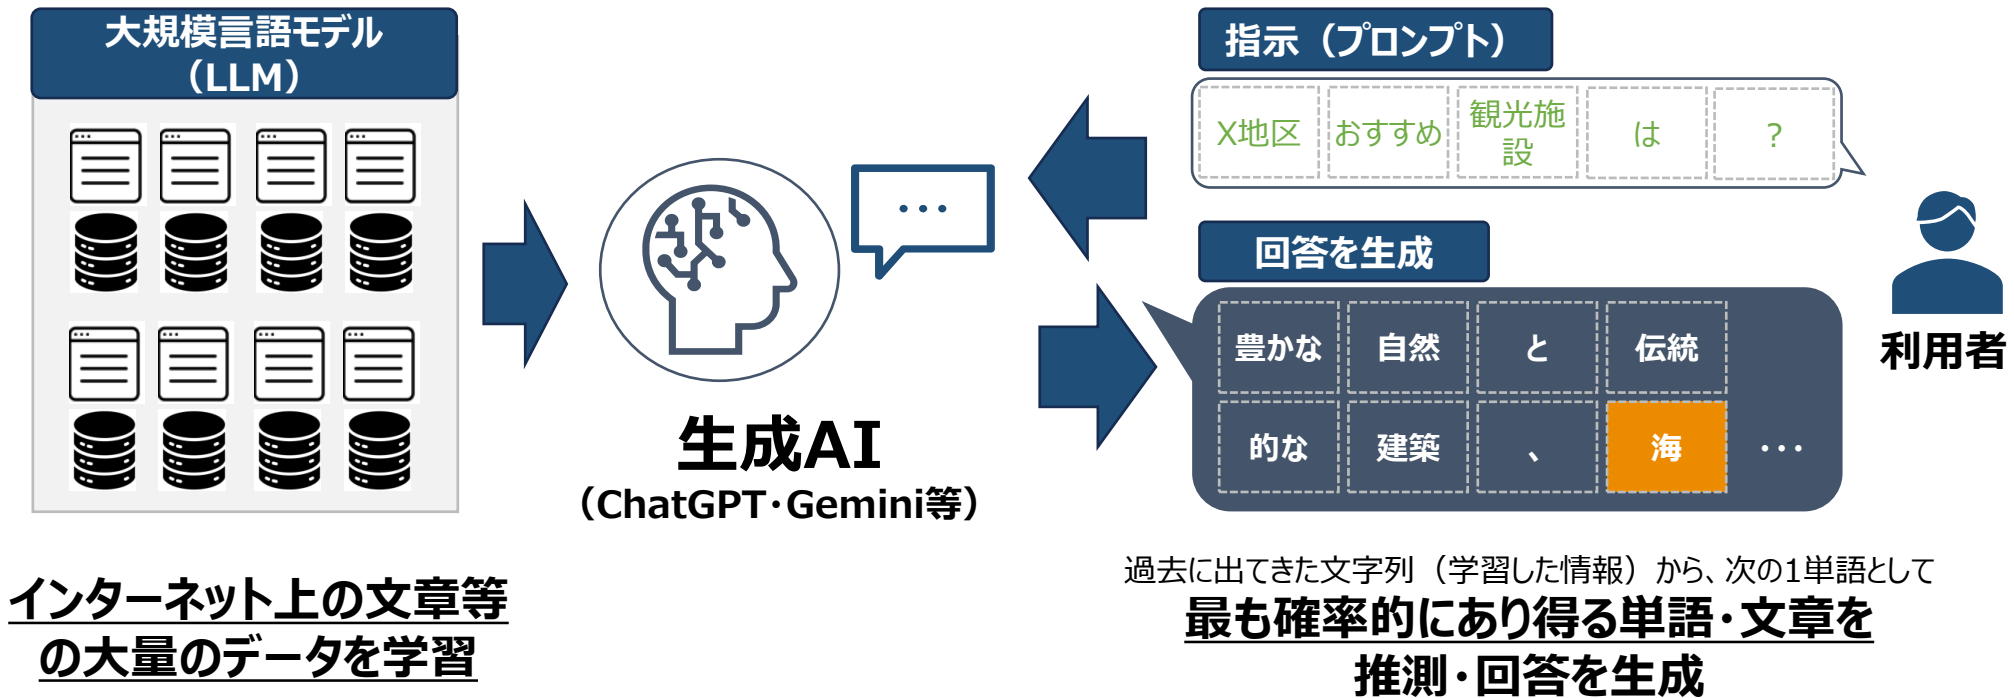 大規模言語モデル
（LLM）
インターネット上の文章等
の大量のデータを学習
生成AI
（ChatGPT・Gemini等）
指示（プロンプト）
X地区 おすすめ 観光施設 は ？
回答を生成
豊かな 自然 と 伝統
的な 建築 、 海 ･･･
利用者
過去に出てきた文字列（学習した情報）から、次の1単語として
最も確率的にあり得る単語・文章を
推測・回答を生成